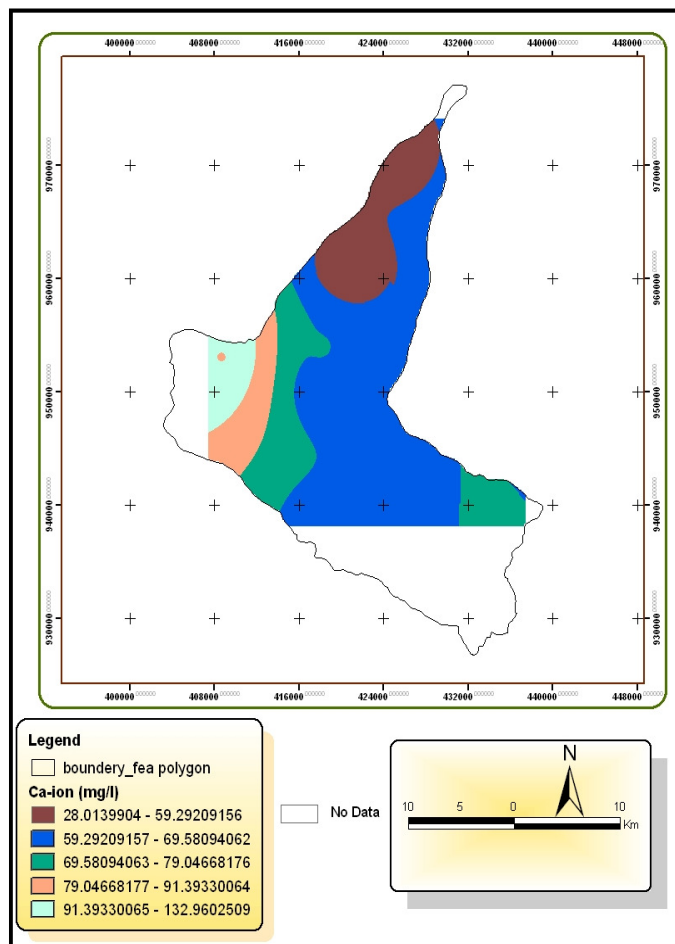 400000 408000 416000 424000 432000 440000 448000
970000 970000
960000 960000
950000 950000
940000 940000
930000 930000
400000 408000 416000 424000 432000 440000 448000
Legend
boundery_fea polygon
Ca-ion (mg/l)
28.0139904 - 59.29209156
59.29209157 - 69.58094062
69.58094063 - 79.04668176
79.04668177 - 91.39330064
91.39330065 - 132.9602509
No Data
N
10 5 0 10
Km